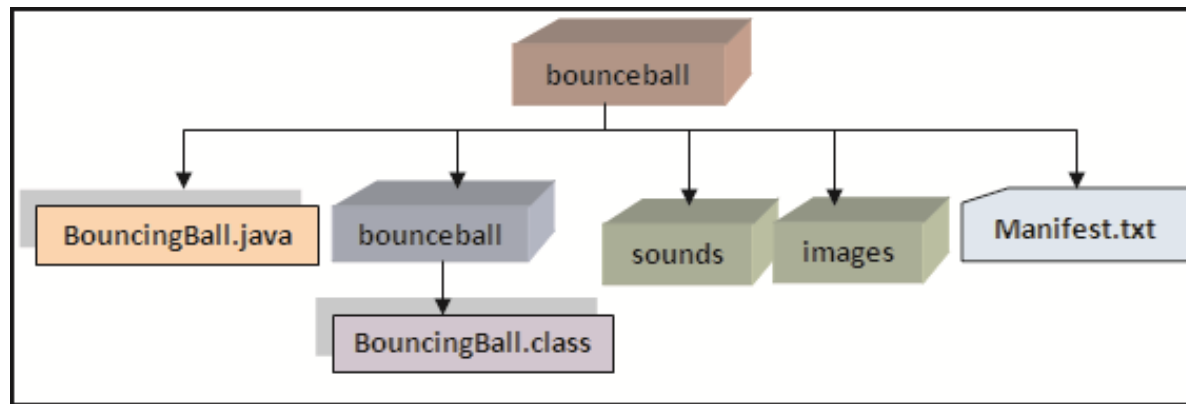 bounceball
BouncingBall.java
bounceball
sounds
images
Manifest.txt
BouncingBall.class